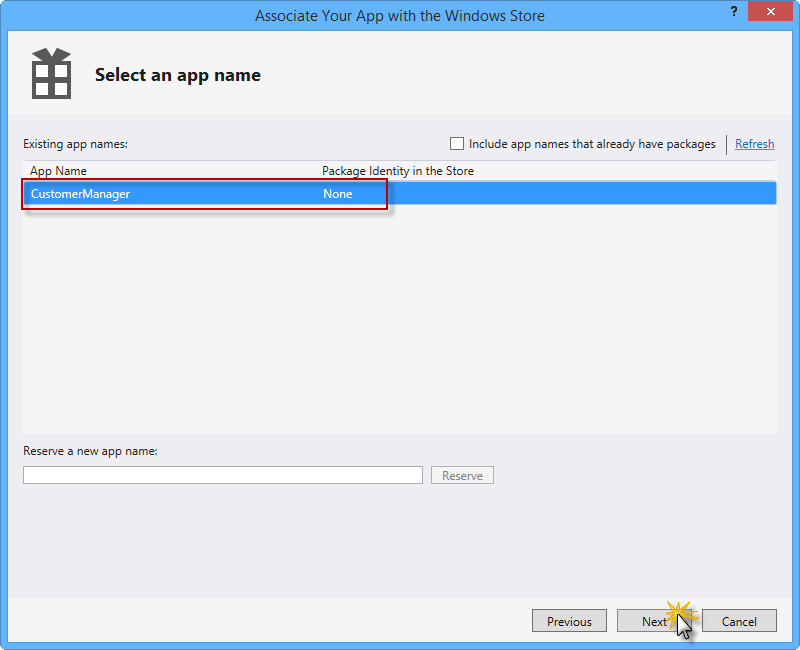 Associate Your App with the Windows Store
?
Select an app name
Existing app names:
Include app names that already have packages
Refresh
App Name Package Identity in the Store
CustomerManager None
Reserve a new app name:
Reserve
Previous Next Cancel